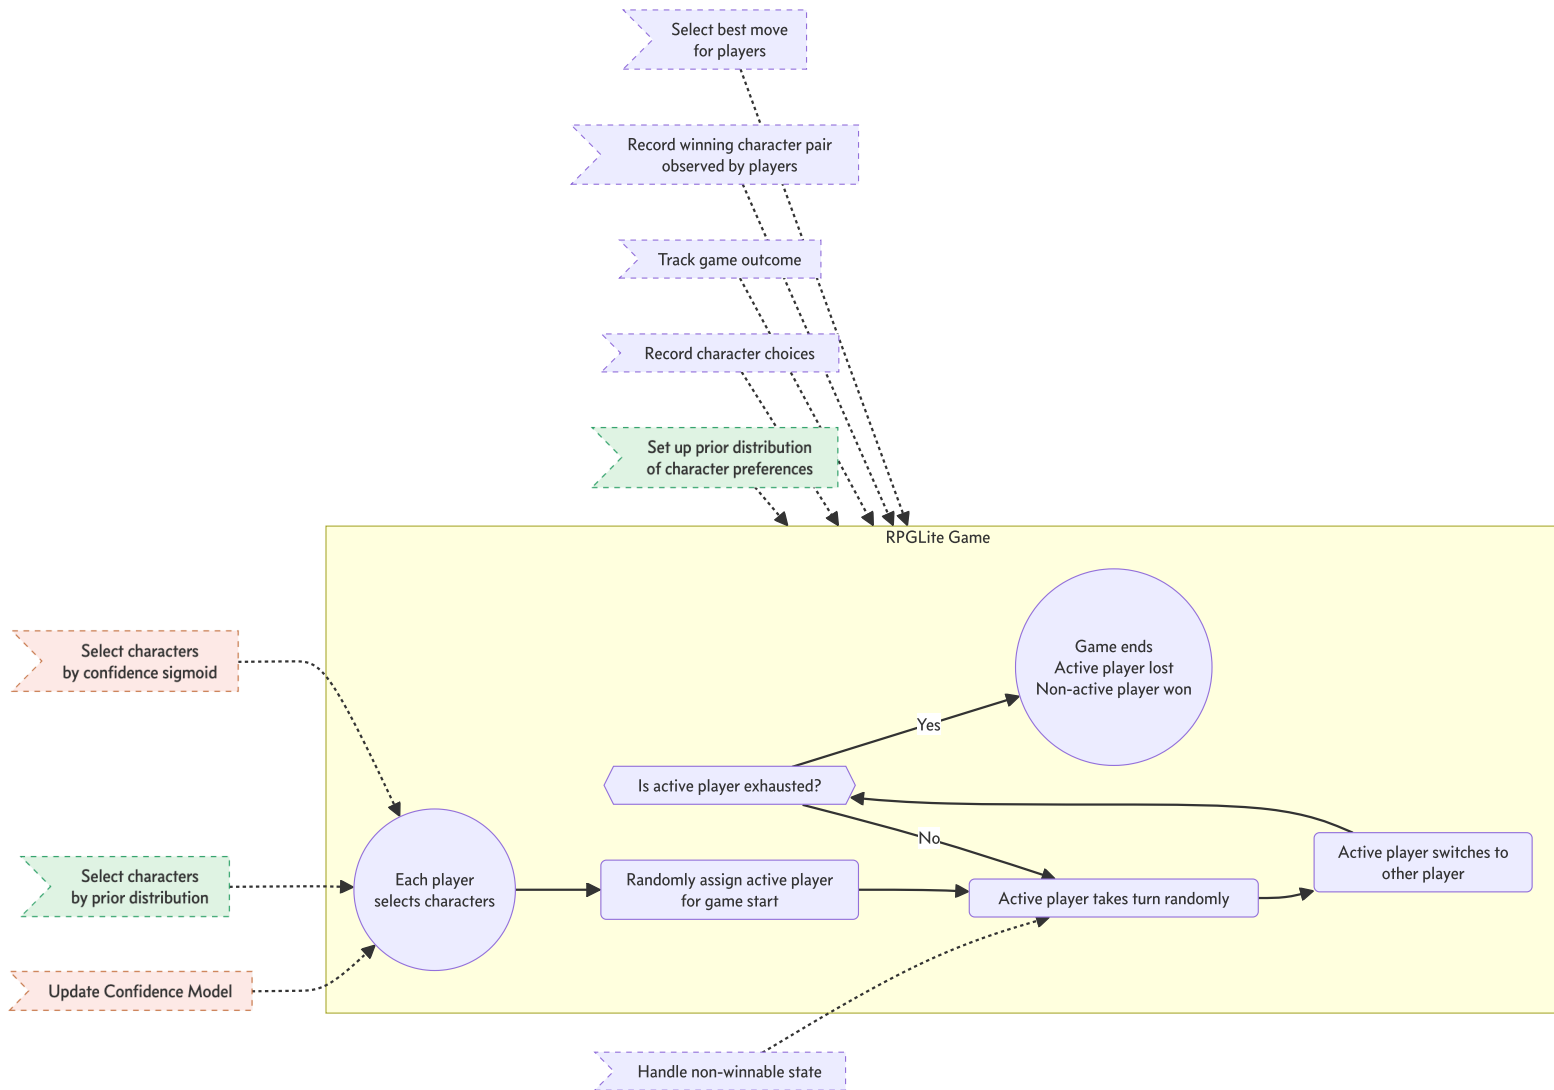 Select best move
for players
Record winning character pair
observed by players
Track game outcome
Record character choices
Set up prior distribution
of character preferences
RPGLite Game
Select characters
by confidence sigmoid
Game ends
Active player lost
Non-active player won
Yes
Is active player exhausted?
No
Active player switches to
other player
Each player
selects characters
Randomly assign active player
for game start
Active player takes turn randomly
Select characters
by prior distribution
Update Confidence Model
Handle non-winnable state